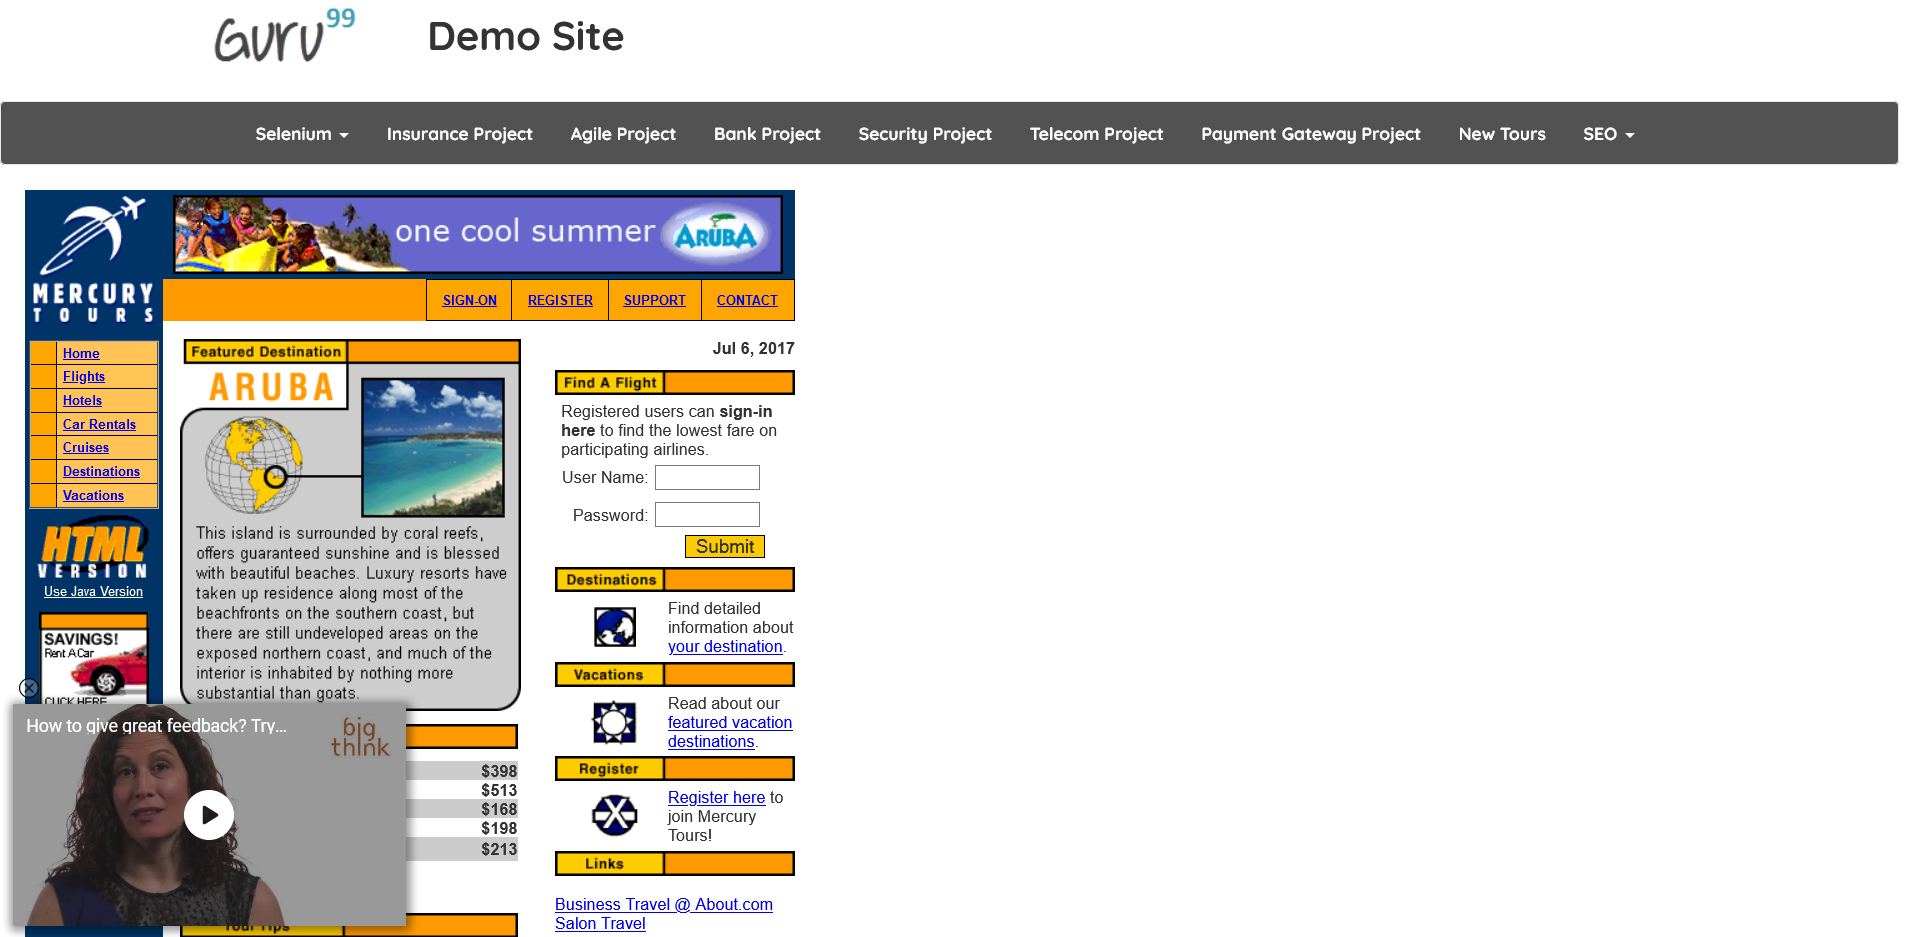 Guru99
Demo Site
Selenium
Insurance Project
Agile Project
Bank Project
Security Project
Telecom Project
Payment Gateway Project
New Tours
SEO
MERCURY
TOURS
one cool summer
ARUBA
SIGN-ON
REGISTER
SUPPORT
CONTACT
Home
Flights
Hotels
Car Rentals
Cruises
Destinations
Vacations
HTML
VERSION
Use Java Version
SAVINGS!
Rent A Car
CLICK HERE
Featured Destination
ARUBA
This island is surrounded by coral reefs,
offers guaranteed sunshine and is blessed
with beautiful beaches. Luxury resorts have
taken up residence along most of the
beachfronts on the southern coast, but
there are still undeveloped areas on the
exposed northern coast, and much of the
interior is inhabited by nothing more
substantial than goats.
How to give great feedback? Try...
big
think
$398
$513
$168
$198
$213
Your Tips
Jul 6, 2017
Find A Flight
Registered users can sign-in
here to find the lowest fare on
participating airlines.
User Name:
Password:
Submit
Destinations
Find detailed
information about
your destination.
Vacations
Read about our
featured vacation
destinations.
Register
Register here to
join Mercury
Tours!
Links
Business Travel @ About.com
Salon Travel